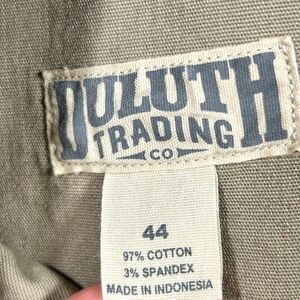 DULUTH
TRADING
CO
44
97% COTTON
3% SPANDEX
MADE IN INDONESIA